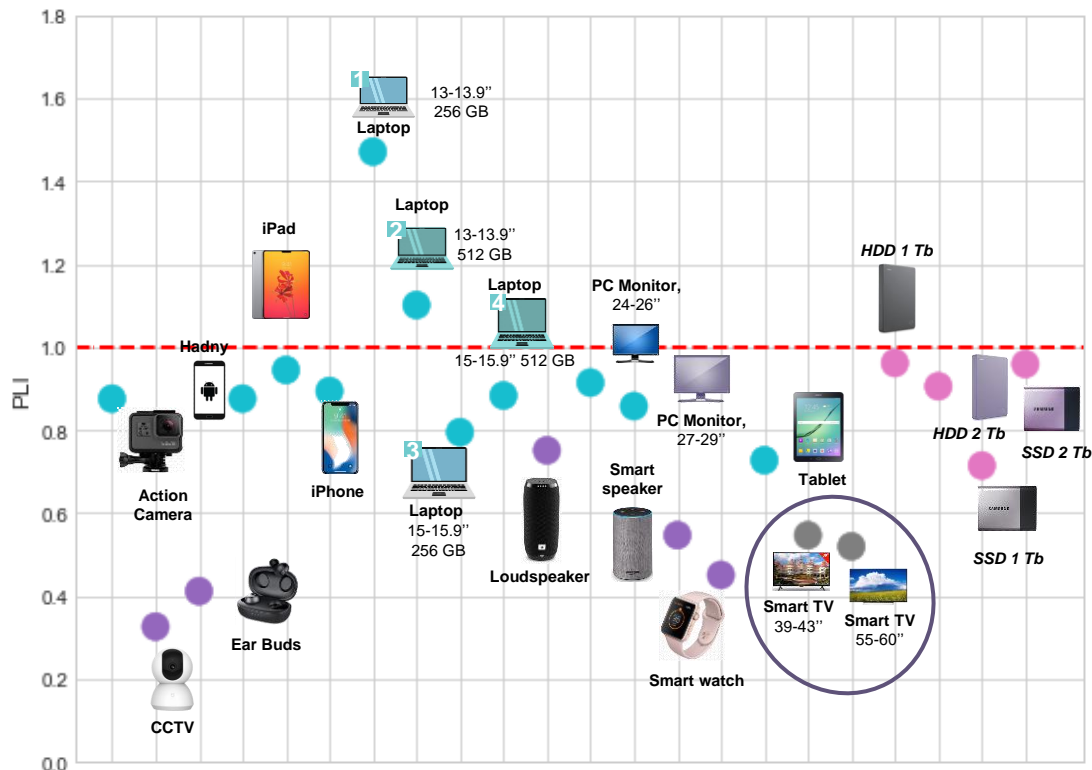 1.8
1.6
1.4
1.2
1.0
0.8
0.6
0.4
0.2
0.0
PLI
1
13-13.9’’
256 GB
Laptop
Laptop
2
13-13.9’’
512 GB
iPad
Laptop
4
15-15.9’’ 512 GB
PC Monitor,
24-26’’
HDD 1 Tb
Hadny
PC Monitor,
27-29’’
HDD 2 Tb
SSD 2 Tb
Action
Camera
iPhone
3
Laptop
15-15.9’’
256 GB
Smart
speaker
Tablet
Loudspeaker
SSD 1 Tb
Smart TV
39-43’’
Smart TV
55-60’’
Ear Buds
Smart watch
CCTV